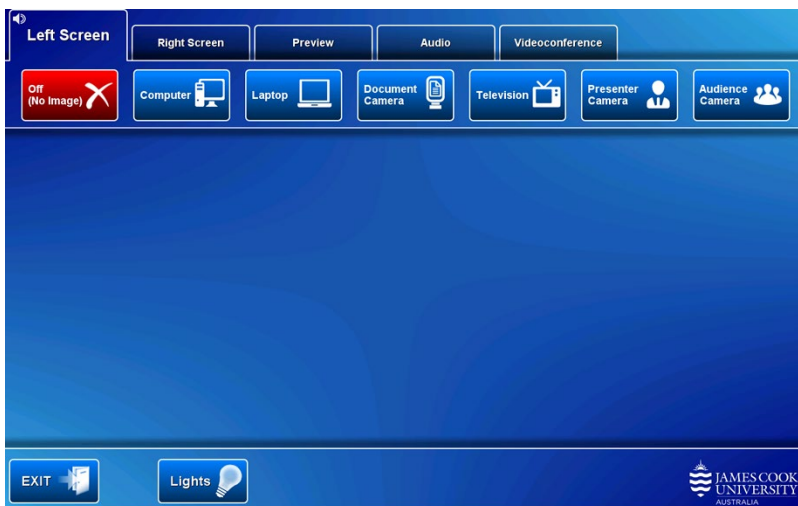 Left Screen
Right Screen
Preview
Audio
Videoconference
Off
(No Image)
Computer
Laptop
Document
Camera
Television
Presenter
Camera
Audience
Camera
EXIT
Lights
JAMES COOK
UNIVERSITY
AUSTRALIA